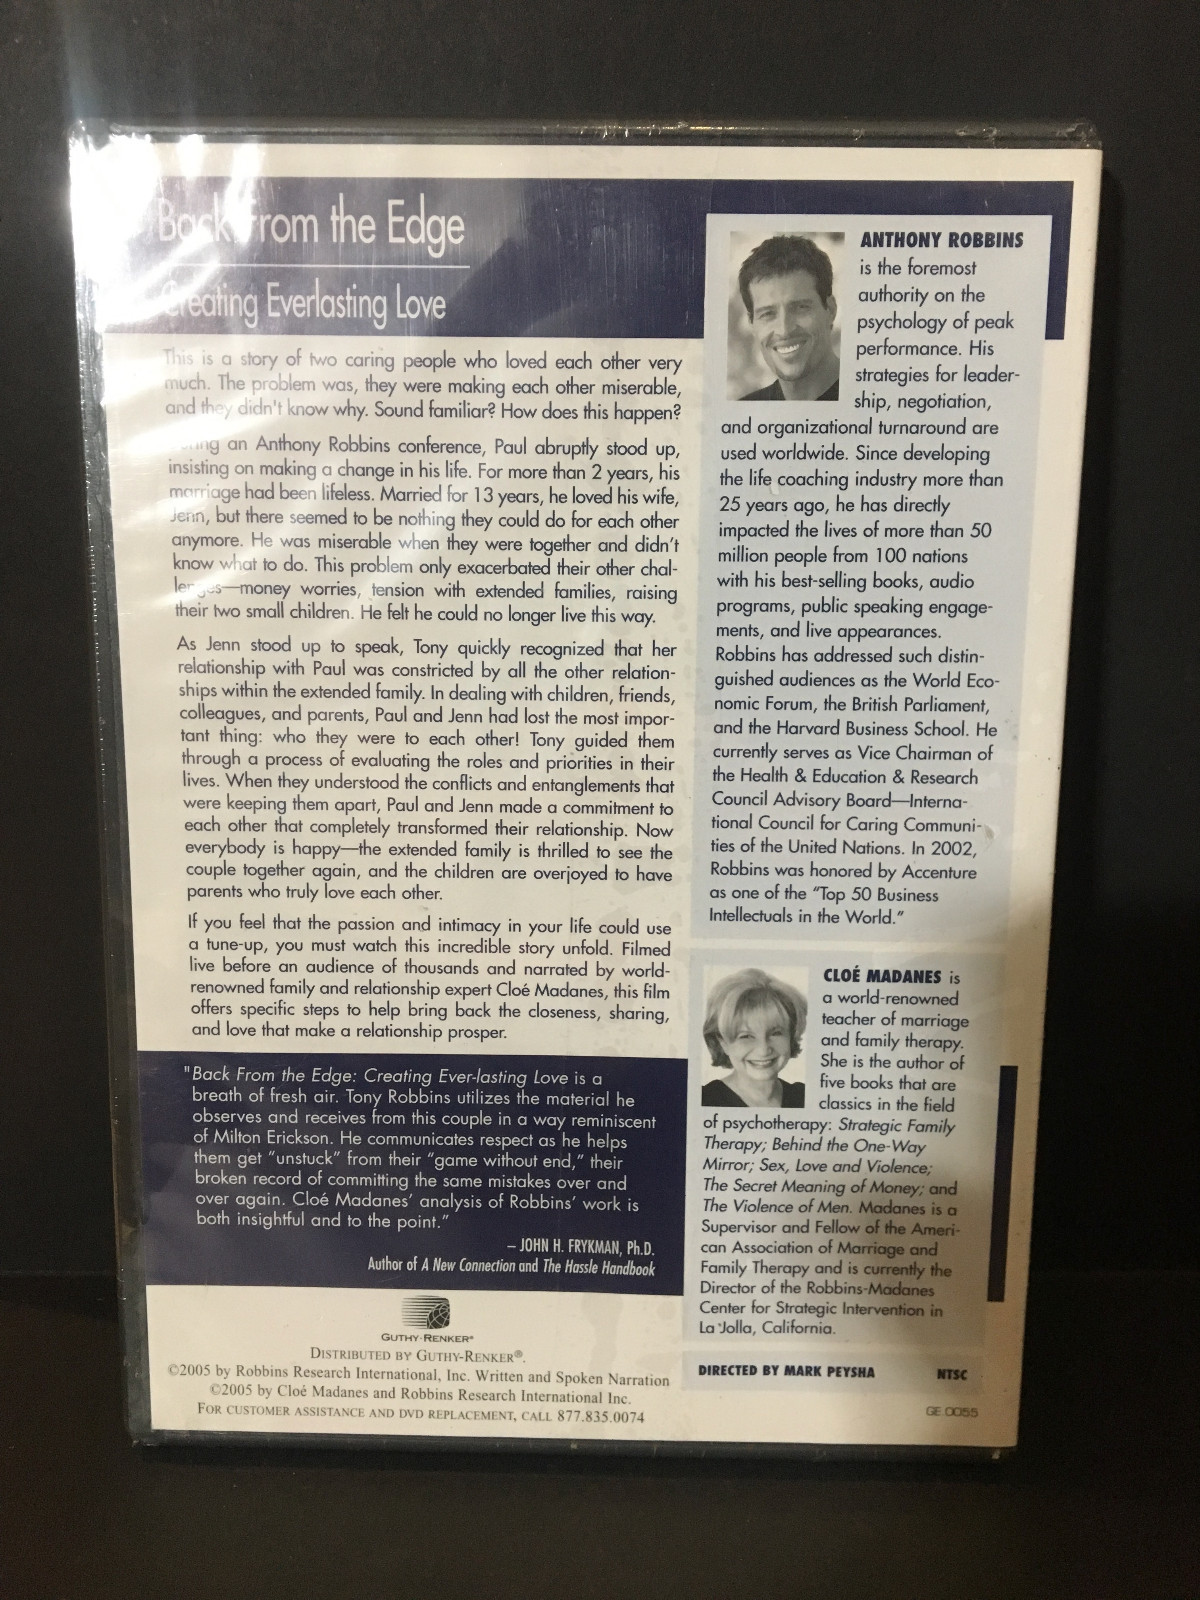 Back From the Edge
Creating Everlasting Love
This is a story of two caring people who loved each other very
much. The problem was, they were making each other miserable,
and they didn't know why. Sound familiar? How does this happen?
an Anthony Robbins conference, Paul abruptly stood up,
insisting on making a change in his life. For more than 2 years, his
marriage had been lifeless. Married for 13 years, he loved his wife,
Jenn, but there seemed to be nothing they could do for each other
anymore. He was miserable when they were together and didn't
know what to do. This problem only exacerbated their other chal-
lenges—money worries, tension with extended families, raising
their two small children. He felt he could no longer live this way.
As Jenn stood up to speak, Tony quickly recognized that her
relationship with Paul was constricted by all the other relation-
ships within the extended family. In dealing with children, friends,
colleagues, and parents, Paul and Jenn had lost the most impor-
tant thing: who they were to each other! Tony guided them
through a process of evaluating the roles and priorities in their
lives. When they understood the conflicts and entanglements that
were keeping them apart, Paul and Jenn made a commitment to
each other that completely transformed their relationship. Now
everybody is happy—the extended family is thrilled to see the
couple together again, and the children are overjoyed to have
parents who truly love each other.
If you feel that the passion and intimacy in your life could use
a tune-up, you must watch this incredible story unfold. Filmed
live before an audience of thousands and narrated by world-
renowned family and relationship expert Cloé Madanes, this film
offers specific steps to help bring back the closeness, sharing,
and love that make a relationship prosper.
"Back From the Edge: Creating Ever-lasting Love is a
breath of fresh air. Tony Robbins utilizes the material he
observes and receives from this couple in a way reminiscent
of Milton Erickson. He communicates respect as he helps
them get "unstuck" from their "game without end," their
broken record of committing the same mistakes over and
over again. Cloé Madanes' analysis of Robbins' work is
both insightful and to the point."
– JOHN H. FRYKMAN, Ph.D.
Author of A New Connection and The Hassle Handbook
GUTHY-RENKER®
DISTRIBUTED BY GUTHY-RENKER®.
©2005 by Robbins Research International, Inc. Written and Spoken Narration
©2005 by Cloé Madanes and Robbins Research International Inc.
FOR CUSTOMER ASSISTANCE AND DVD REPLACEMENT, CALL 877.835.0074
ANTHONY ROBBINS
is the foremost
authority on the
psychology of peak
performance. His
strategies for leader-
ship, negotiation,
and organizational turnaround are
used worldwide. Since developing
the life coaching industry more than
25 years ago, he has directly
impacted the lives of more than 50
million people from 100 nations
with his best-selling books, audio
programs, public speaking engage-
ments, and live appearances.
Robbins has addressed such distin-
guished audiences as the World Eco-
nomic Forum, the British Parliament,
and the Harvard Business School. He
currently serves as Vice Chairman of
the Health & Education & Research
Council Advisory Board—Interna-
tional Council for Caring Communi-
ties of the United Nations. In 2002,
Robbins was honored by Accenture
as one of the "Top 50 Business
Intellectuals in the World."
CLOÉ MADANES is
a world-renowned
teacher of marriage
and family therapy.
She is the author of
five books that are
classics in the field
of psychotherapy: Strategic Family
Therapy; Behind the One-Way
Mirror; Sex, Love and Violence;
The Secret Meaning of Money; and
The Violence of Men. Madanes is a
Supervisor and Fellow of the Ameri-
can Association of Marriage and
Family Therapy and is currently the
Director of the Robbins-Madanes
Center for Strategic Intervention in
La Jolla, California.
DIRECTED BY MARK PEYSHA NTSC
GE 0055